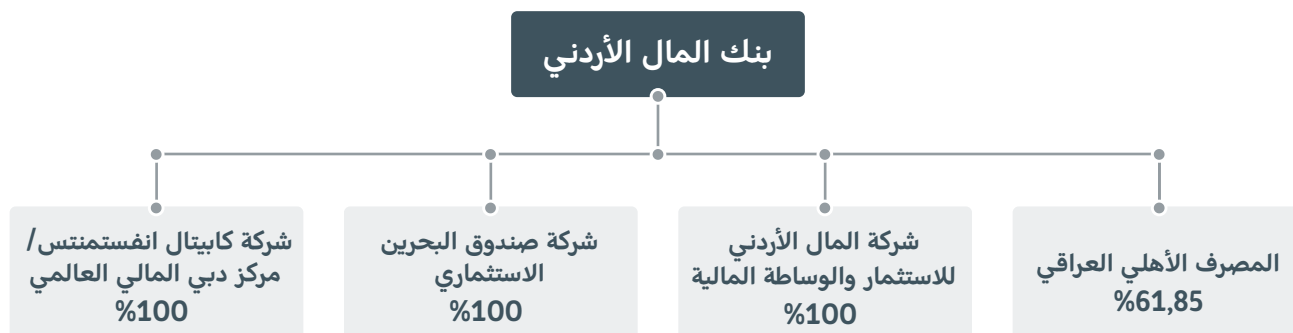 بنك المال الأردني
المصرف الأهلي العراقي
%61,85
شركة المال الأردني
للاستثمار والوساطة المالية
%100
شركة صندوق البحرين
الاستثماري
%100
شركة كابيتال انفستمنتس/
مركز دبي المالي العالمي
%100